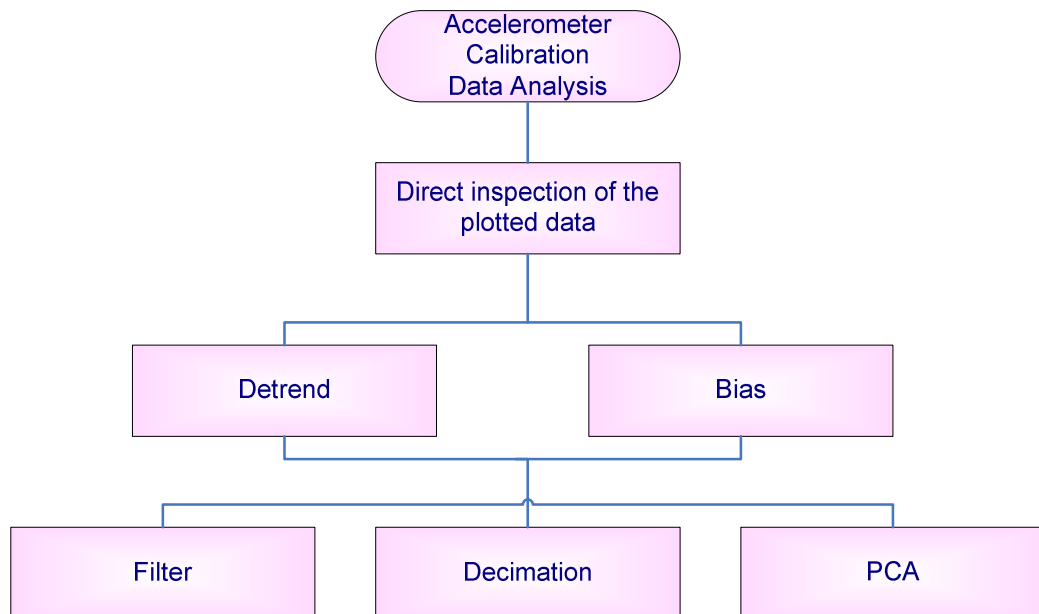 Accelerometer
Calibration
Data Analysis
Direct inspection of the
plotted data
Detrend
Bias
Filter
Decimation
PCA